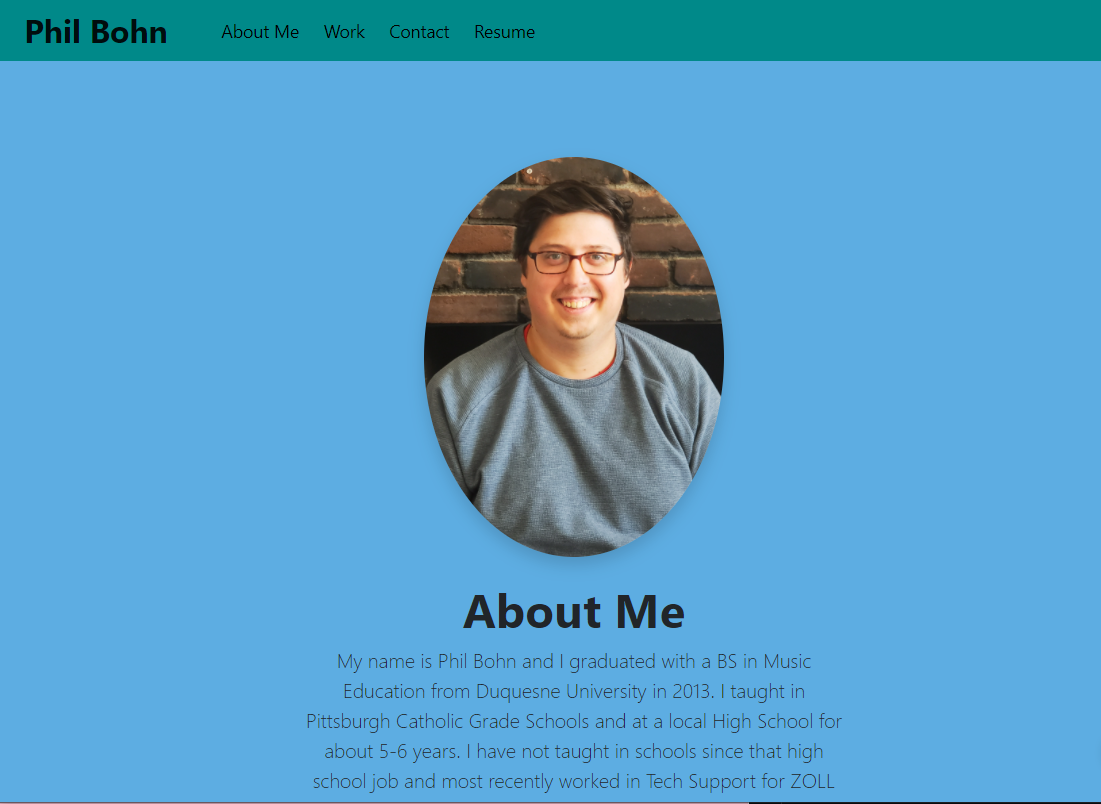 Phil Bohn About Me Work Contact Resume
About Me
My name is Phil Bohn and I graduated with a BS in Music
Education from Duquesne University in 2013. I taught in
Pittsburgh Catholic Grade Schools and at a local High School for
about 5-6 years. I have not taught in schools since that high
school job and most recently worked in Tech Support for ZOLL